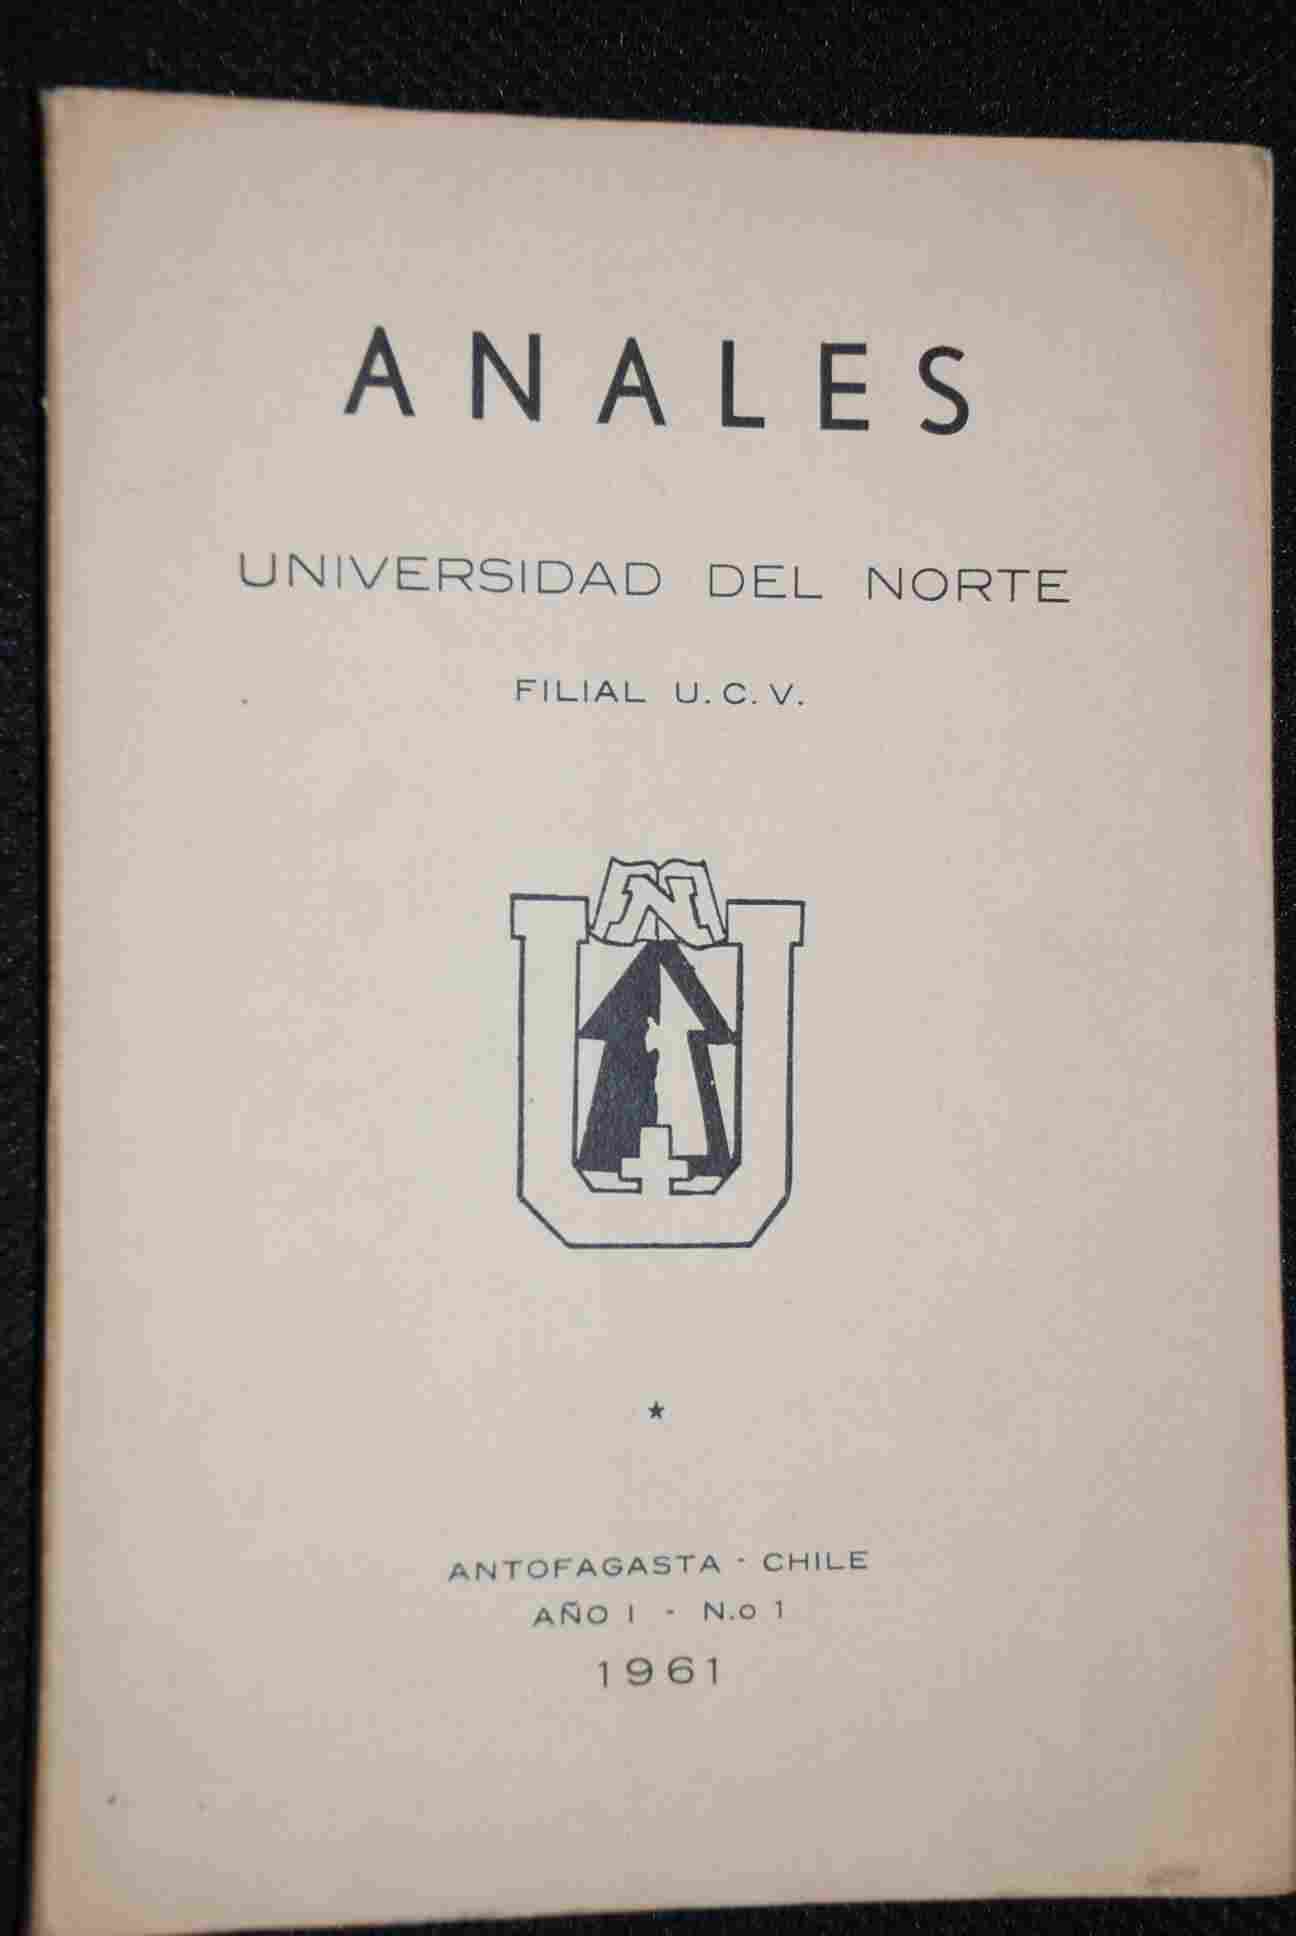 ANALES
UNIVERSIDAD DEL NORTE
FILIAL U. C. V.
N
U
ANTOFAGASTA - CHILE
AÑO I - N.o 1
1961